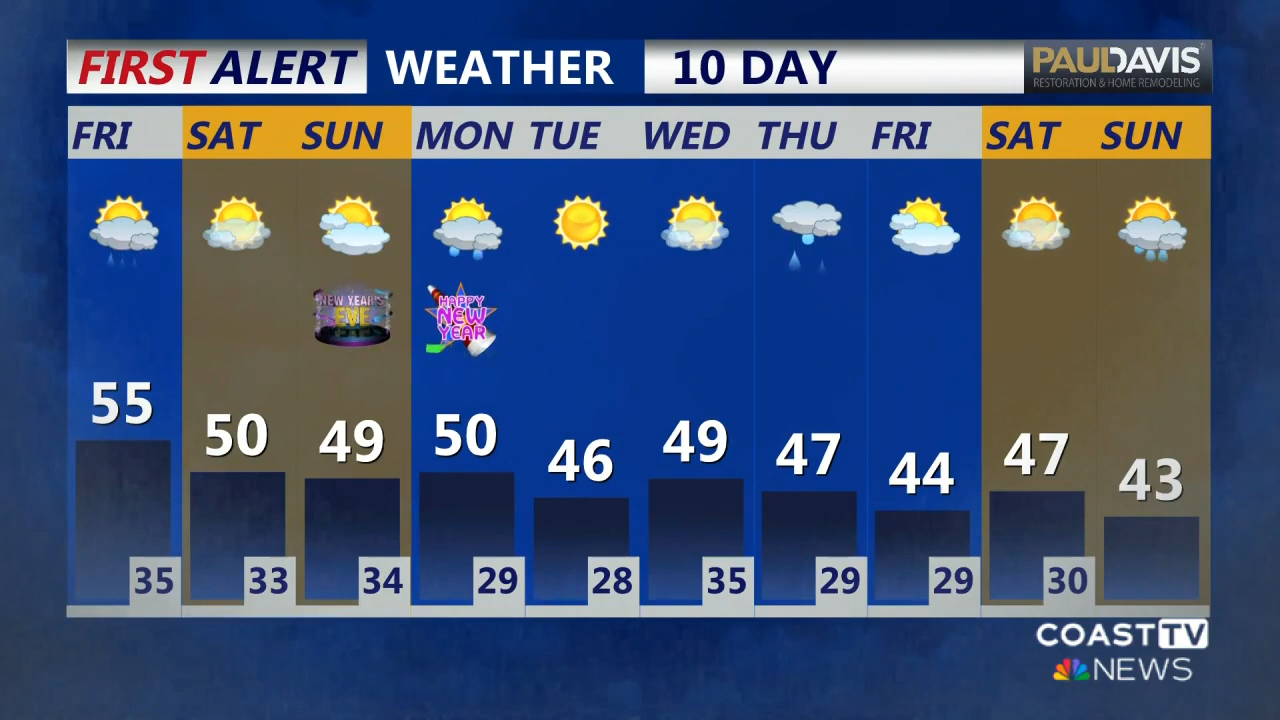 FIRST ALERT WEATHER 10 DAY PAUL DAVIS
RESTORATION & HOME REMODELING
FRI SAT SUN MON TUE WED THU FRI SAT SUN
NEW YEAR'S EVE
HAPPY NEW YEAR
55 50 49 50 46 49 47 44 47 43
35 33 34 29 28 35 29 29 30
COAST TV
NEWS